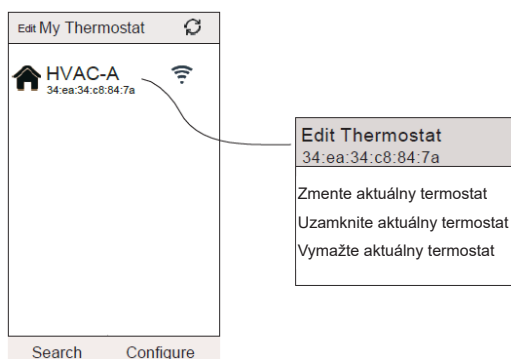 Edit My Thermostat
HVAC-A
34:ea:34:c8:84:7a
Edit Thermostat
34:ea:34:c8:84:7a
Zmente aktuálny termostat
Uzamknite aktuálny termostat
Vymažte aktuálny termostat
Search Configure